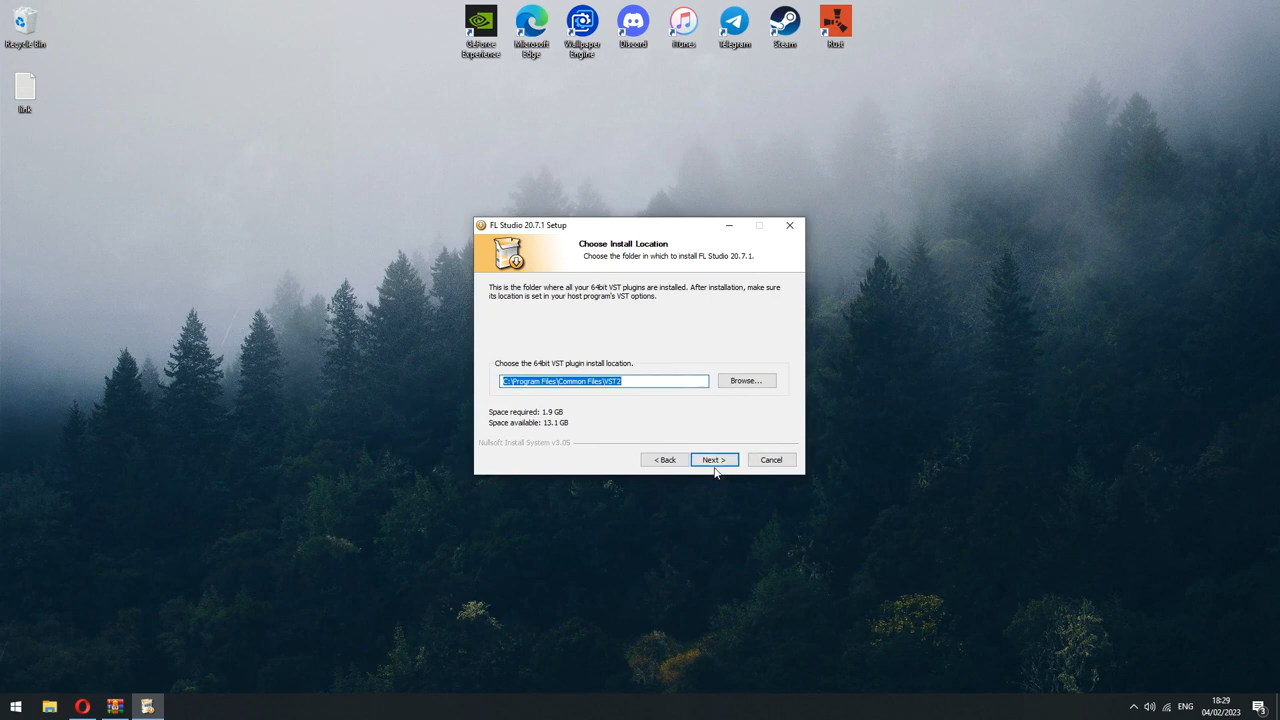 Recycle Bin
GeForce
Experience
Microsoft
Edge
Wallpaper
Engine
Discord
iTunes
Telegram
Steam
Rust
link
FL Studio 20.7.1 Setup
Choose Install Location
Choose the folder in which to install FL Studio 20.7.1.
This is the folder where all your 64bit VST plugins are installed. After installation, make sure
its location is set in your host program's VST options.
Choose the 64bit VST plugin install location.
C:\Program Files\Common Files\VST2
Browse...
Space required: 1.9 GB
Space available: 13.1 GB
Nullsoft Install System v3.05
< Back
Next >
Cancel
ENG
18:29
04/02/2023